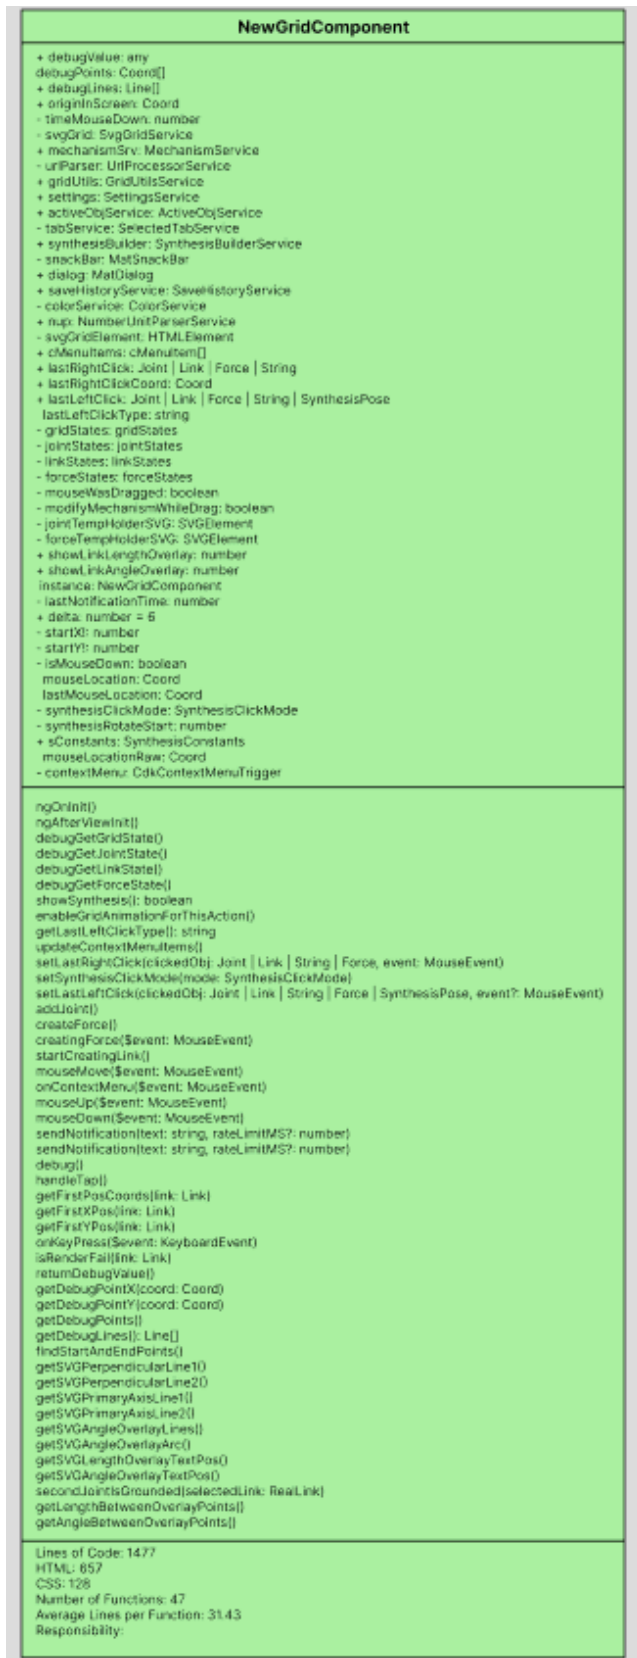 NewGridComponent
+ debugValue: any
debugPoints: Coord[]
+ debugLines: Line[]
+ originInScreen: Coord
- timeMouseDown: number
- svgGrid: SvgGridService
+ mechanismSrv: MechanismService
- urlParser: UrlProcessorService
+ gridUtils: GridUtilsService
+ settings: SettingsService
+ activeObjService: ActiveObjService
- tabService: SelectedTabService
+ synthesisBuilder: SynthesisBuilderService
- snackBar: MatSnackBar
+ dialog: MatDialog
+ saveHistoryService: SaveHistoryService
- colorService: ColorService
+ nup: NumberUnitParserService
- svgGridElement: HTMLElement
+ cMenuItems: cMenuItem[]
+ lastRightClick: Joint | Link | Force | String
+ lastRightClickCoord: Coord
+ lastLeftClick: Joint | Link | Force | String | SynthesisPose
lastLeftClickType: string
- gridStates: gridStates
- jointStates: jointStates
- linkStates: linkStates
- forceStates: forceStates
- mouseWasDragged: boolean
- modifyMechanismWhileDrag: boolean
- jointTempHolderSVG: SVGElement
- forceTempHolderSVG: SVGElement
+ showLinkLengthOverlay: number
+ showLinkAngleOverlay: number
instance: NewGridComponent
- lastNotificationTime: number
+ delta: number = 6
- startX!: number
- startY!: number
- isMouseDown: boolean
mouseLocation: Coord
lastMouseLocation: Coord
- synthesisClickMode: SynthesisClickMode
- synthesisRotateStart: number
+ sConstants: SynthesisConstants
mouseLocationRaw: Coord
- contextMenu: CdkContextMenuTrigger
ngOnInit()
ngAfterViewInit()
debugGetGridState()
debugGetJointState()
debugGetLinkState()
debugGetForceState()
showSynthesis(): boolean
enableGridAnimationForThisAction()
getLastLeftClickType(): string
updateContextMenuItems()
setLastRightClick(clickedObj: Joint | Link | String | Force, event: MouseEvent)
setSynthesisClickMode(mode: SynthesisClickMode)
setLastLeftClick(clickedObj: Joint | Link | String | Force | SynthesisPose, event?: MouseEvent)
addJoint()
createForce()
creatingForce($event: MouseEvent)
startCreatingLink()
mouseMove($event: MouseEvent)
onContextMenu($event: MouseEvent)
mouseUp($event: MouseEvent)
mouseDown($event: MouseEvent)
sendNotification(text: string, rateLimitMS?: number)
sendNotification(text: string, rateLimitMS?: number)
debug()
handleTap()
getFirstPosCoords(link: Link)
getFirstXPos(link: Link)
getFirstYPos(link: Link)
onKeyPress($event: KeyboardEvent)
isRenderFail(link: Link)
returnDebugValue()
getDebugPointX(coord: Coord)
getDebugPointY(coord: Coord)
getDebugPoints()
getDebugLines(): Line[]
findStartAndEndPoints()
getSVGPerpendicularLine1()
getSVGPerpendicularLine2()
getSVGPrimaryAxisLine1()
getSVGPrimaryAxisLine2()
getSVGAngleOverlayLines()
getSVGAngleOverlayArc()
getSVGLengthOverlayTextPos()
getSVGAngleOverlayTextPos()
secondJointIsGrounded(selectedLink: RealLink)
getLengthBetweenOverlayPoints()
getAngleBetweenOverlayPoints()
Lines of Code: 1477
HTML: 657
CSS: 128
Number of Functions: 47
Average Lines per Function: 31.43
Responsibility: